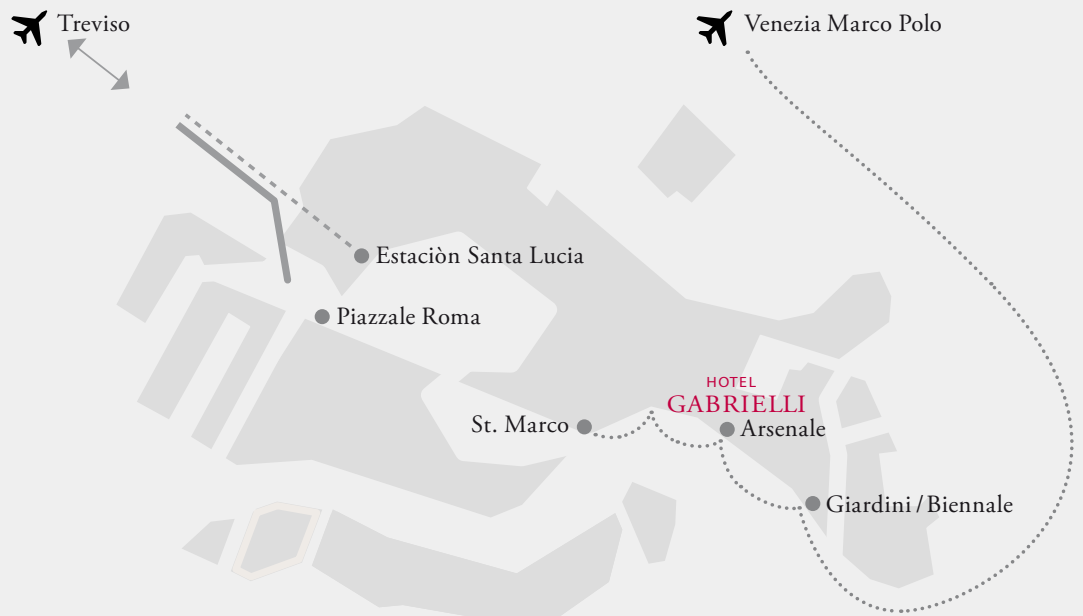 Treviso
Venezia Marco Polo
Estaciòn Santa Lucia
Piazzale Roma
HOTEL
GABRIELLI
St. Marco
Arsenale
Giardini / Biennale